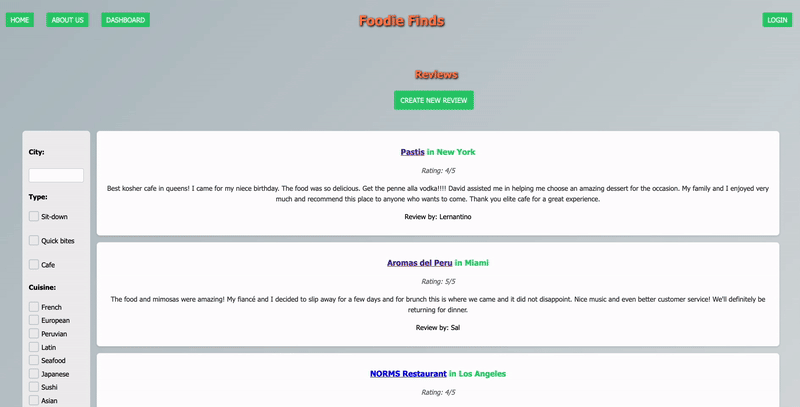 HOME
ABOUT US
DASHBOARD
Foodie Finds
LOGIN
Reviews
CREATE NEW REVIEW
City:
Type:
Sit-down
Quick bites
Cafe
Cuisine:
French
European
Peruvian
Latin
Seafood
Japanese
Sushi
Asian
Pastis in New York
Rating: 4/5
Best kosher cafe in queens! I came for my niece birthday. The food was so delicious. Get the penne alla vodka!!!! David assisted me in helping me choose an amazing dessert for the occasion. My family and I enjoyed very
much and recommend this place to anyone who wants to come. Thank you elite cafe for a great experience.
Review by: Lernantino
Aromas del Peru in Miami
Rating: 5/5
The food and mimosas were amazing! My fiancé and I decided to slip away for a few days and for brunch this is where we came and it did not disappoint. Nice music and even better customer service! We'll definitely be
returning for dinner.
Review by: Sal
NORMS Restaurant in Los Angeles
Rating: 4/5